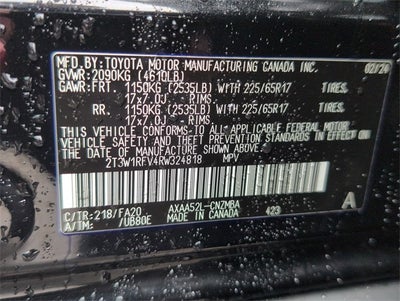 MFD.BY:TOYOTA MOTOR MANUFACTURING CANADA INC. 02/24
GVWR:2090KG (4610LB)
GAWR:FRT. 1150KG (2535LB)WITH 225/65R17 TIRES,
17x7.0J RIMS,
RR. 1150KG (2535LB)WITH 225/65R17 TIRES,
17x7.0J RIMS,
THIS VEHICLE CONFORMS TO ALL APPLICABLE FEDERAL MOTOR
VEHICLE SAFETY AND THEFT PREVENTION STANDARDS IN EFFECT
ON THE DATE OF MANUFACTURE SHOWN ABOVE.
2T3W1RFV4RW324818 MPV
C/TR:218/FA20 AXAA52L-CNZMBA A
A/TM: /UB80E MADE IN CANADA 423